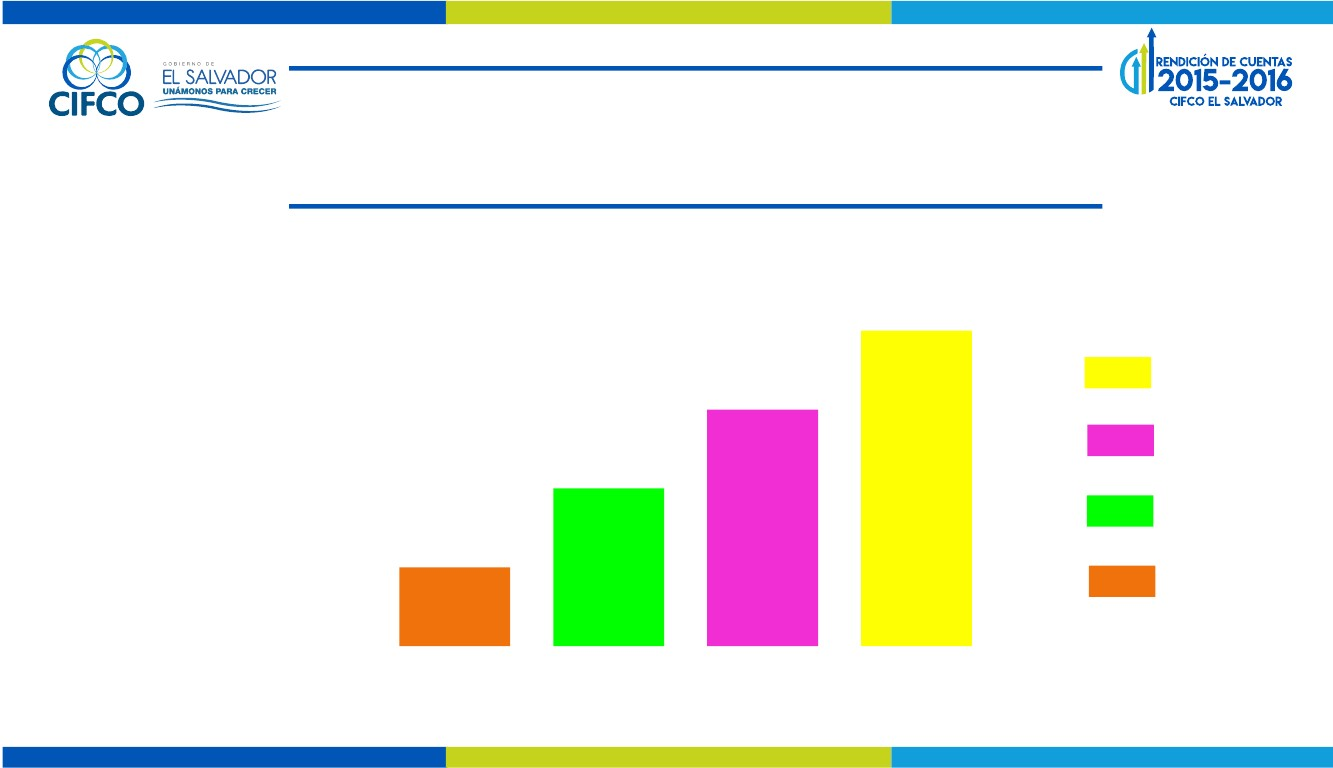 CIFCO
GOBIERNO DE
EL SALVADOR
UNÁMONOS PARA CRECER
RENDICIÓN DE CUENTAS
2015-2016
CIFCO EL SALVADOR